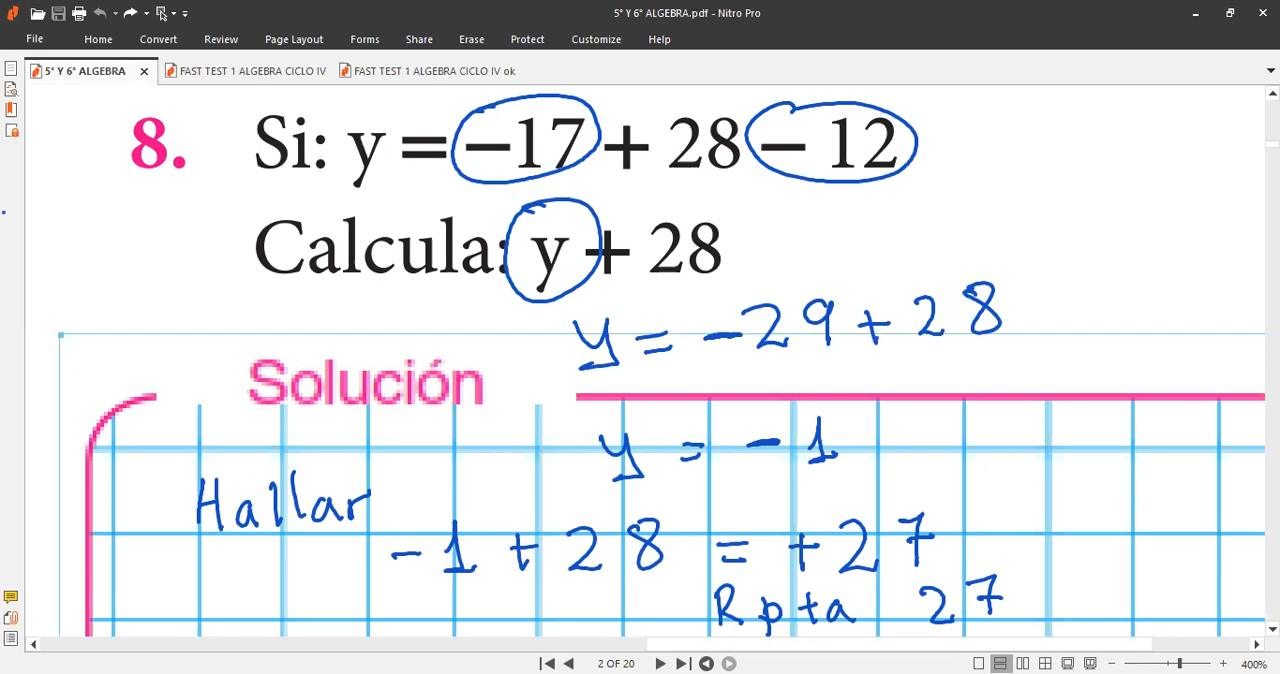 5° Y 6° ALGEBRA.pdf - Nitro Pro
File Home Convert Review Page Layout Forms Share Erase Protect Customize Help
5° Y 6° ALGEBRA FAST TEST 1 ALGEBRA CICLO IV FAST TEST 1 ALGEBRA CICLO IV ok
8. Si: y = −17 + 28 − 12
Calcula: y + 28
y = -29 + 28
Solución
y = -1
Hallar
-1 + 28 = +27
Rpta 27
2 OF 20
400%